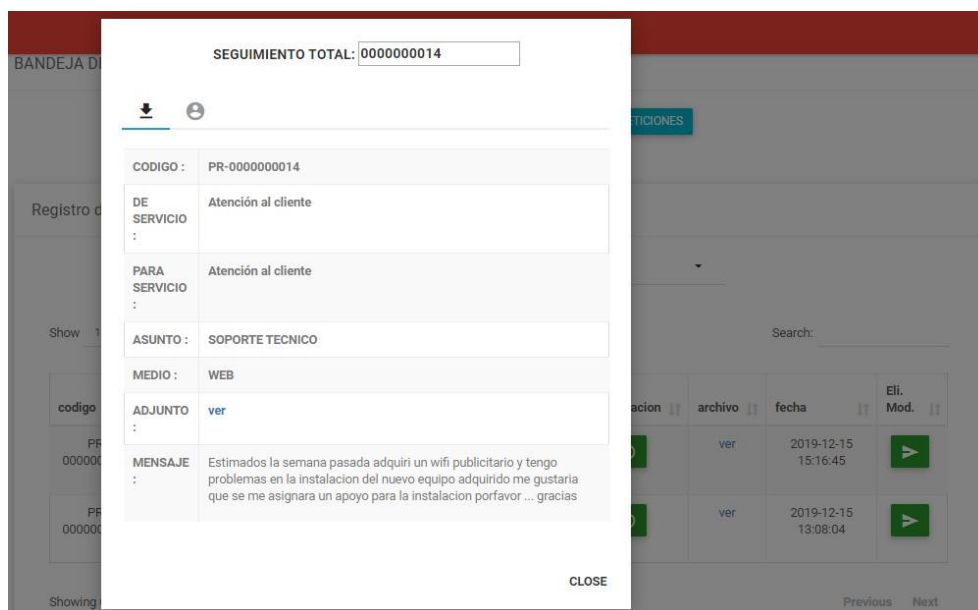 SEGUIMIENTO TOTAL: 0000000014
BANDEJA
CODIGO : PR-0000000014
DE SERVICIO : Atención al cliente
PARA SERVICIO : Atención al cliente
ASUNTO : SOPORTE TECNICO
MEDIO : WEB
ADJUNTO : ver
MENSAJE : Estimados la semana pasada adquiri un wifi publicitario y tengo
problemas en la instalacion del nuevo equipo adquirido me gustaria
que se me asignara un apoyo para la instalacion porfavor ... gracias
CLOSE
Registro
Show
Search:
codigo
archivo
fecha
Eli.
Mod.
ver
2019-12-15
15:16:45
ver
2019-12-15
13:08:04
Showing
Previous Next